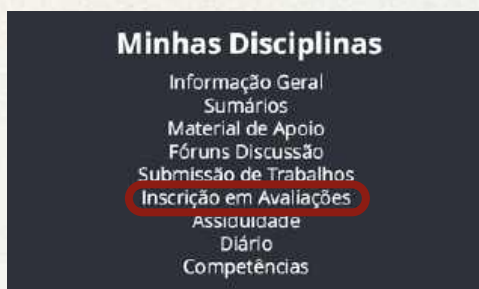 Minhas Disciplinas
Informação Geral
Sumários
Material de Apoio
Fóruns Discussão
Submissão de Trabalhos
Inscrição em Avaliações
Assiduidade
Diário
Competências